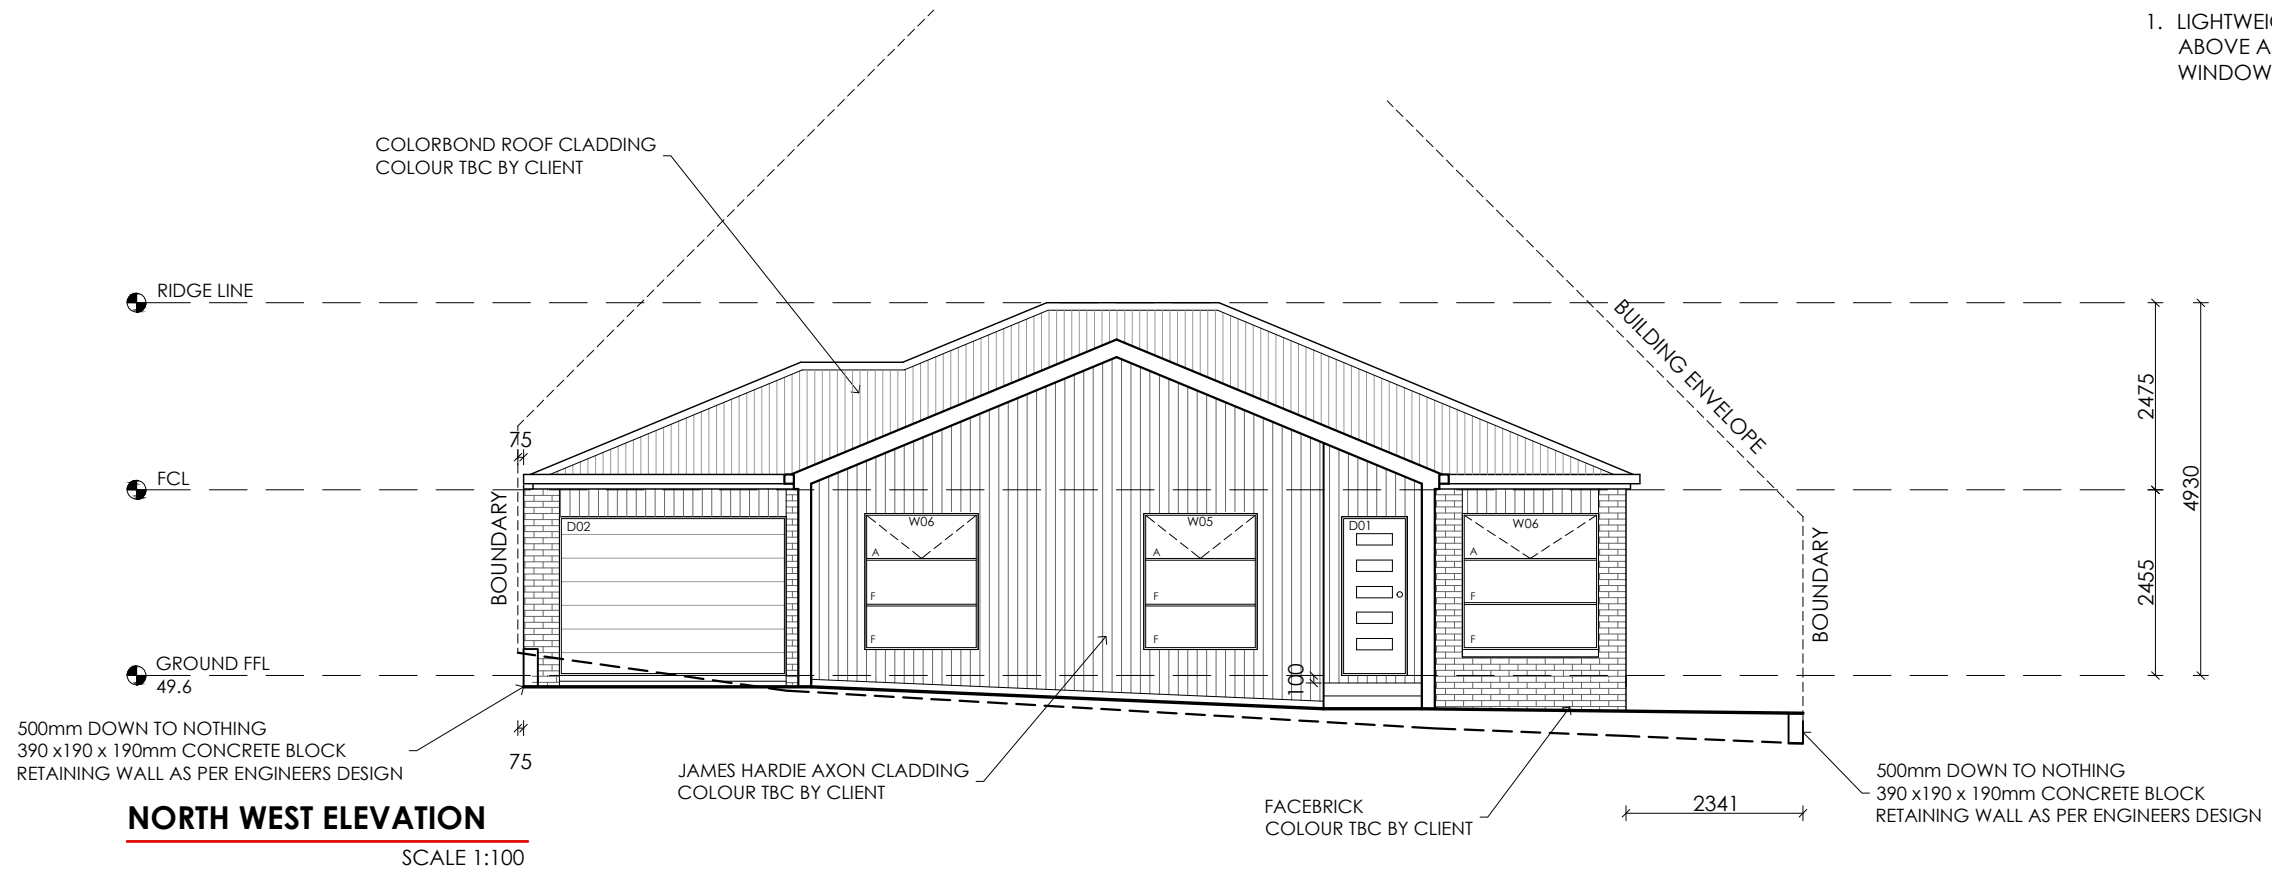 1. LIGHTWEI
ABOVE A
WINDOW
COLORBOND ROOF CLADDING
COLOUR TBC BY CLIENT
RIDGE LINE
BUILDING ENVELOPE
2475
75
FCL
4930
BOUNDARY
D02
W06
A
F
F
W05
A
F
F
D01
W06
A
F
F
BOUNDARY
2455
GROUND FFL
49.6
100
500mm DOWN TO NOTHING
390 x190 x 190mm CONCRETE BLOCK
RETAINING WALL AS PER ENGINEERS DESIGN
75
JAMES HARDIE AXON CLADDING
COLOUR TBC BY CLIENT
FACEBRICK
COLOUR TBC BY CLIENT
2341
500mm DOWN TO NOTHING
390 x190 x 190mm CONCRETE BLOCK
RETAINING WALL AS PER ENGINEERS DESIGN
NORTH WEST ELEVATION
SCALE 1:100